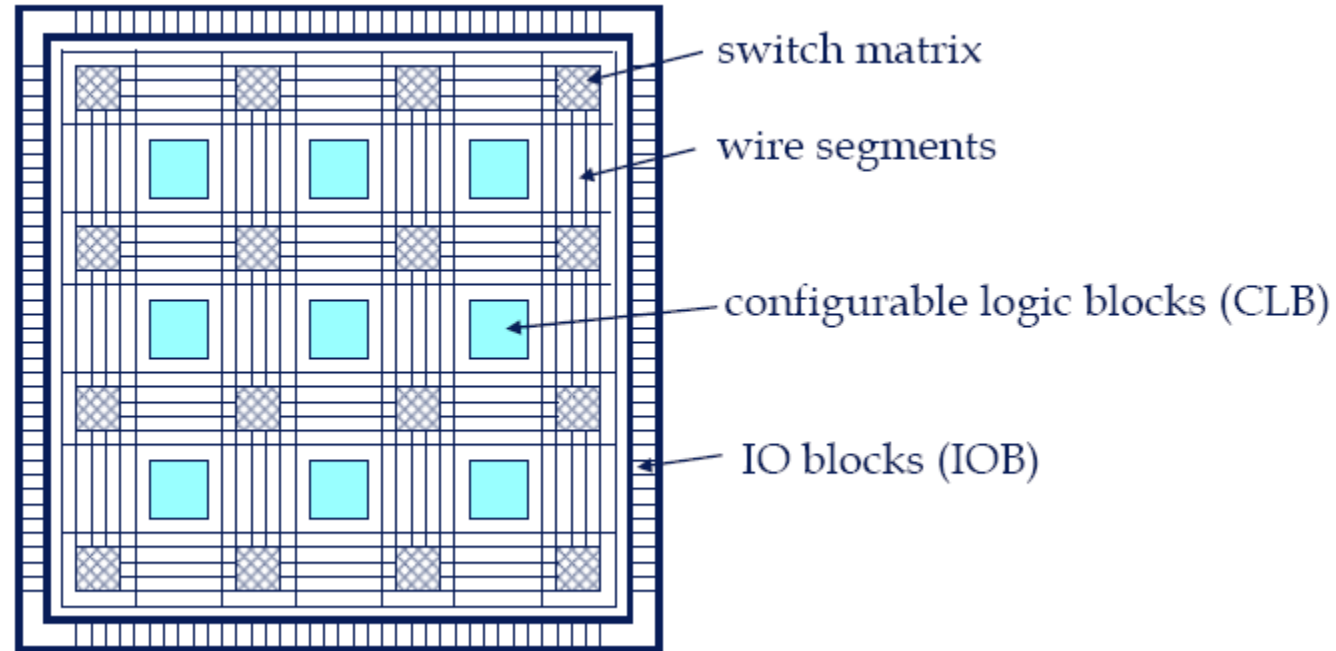 switch matrix
wire segments
configurable logic blocks (CLB)
IO blocks (IOB)